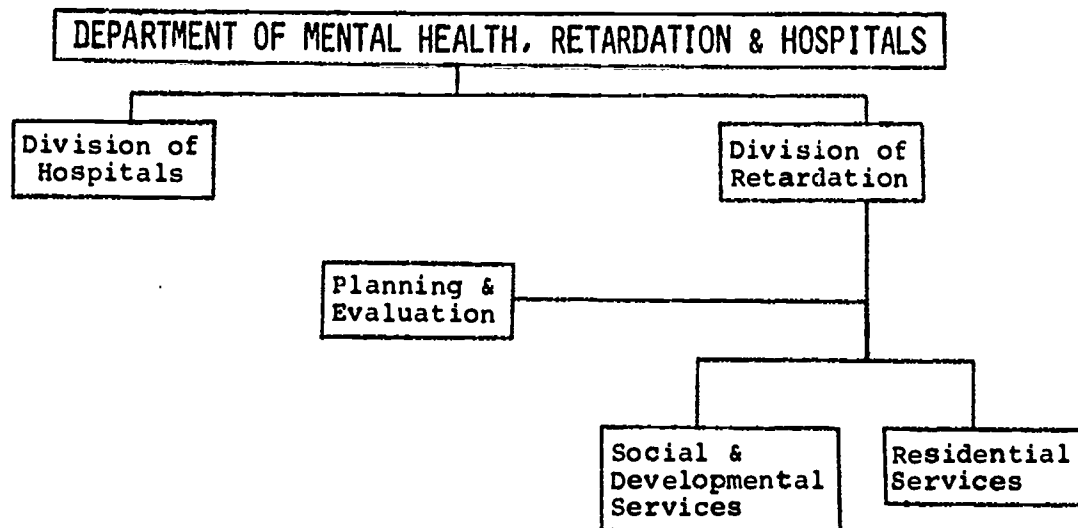 DEPARTMENT OF MENTAL HEALTH, RETARDATION & HOSPITALS
Division of
Hospitals
Division of
Retardation
Planning &
Evaluation
Social &
Developmental
Services
Residential
Services